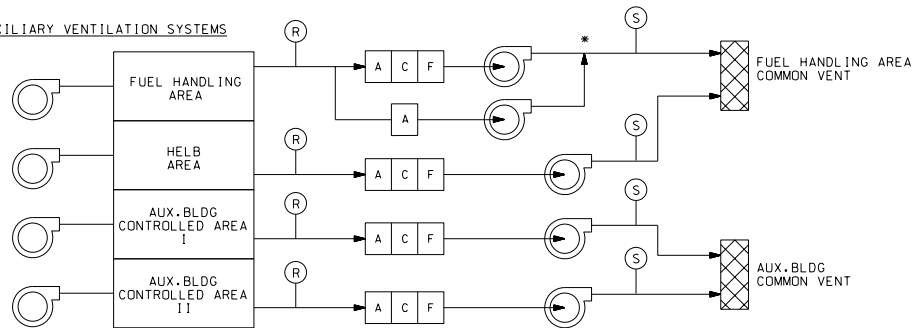 XILIARY VENTILATION SYSTEMS
FUEL HANDLING
AREA
R
A C F
*
S
FUEL HANDLING AREA
COMMON VENT
A
HELB
AREA
R
A C F
S
AUX.BLDG
CONTROLLED AREA
I
R
A C F
S
AUX.BLDG
CONTROLLED AREA
II
R
A C F
S
AUX.BLDG
COMMON VENT